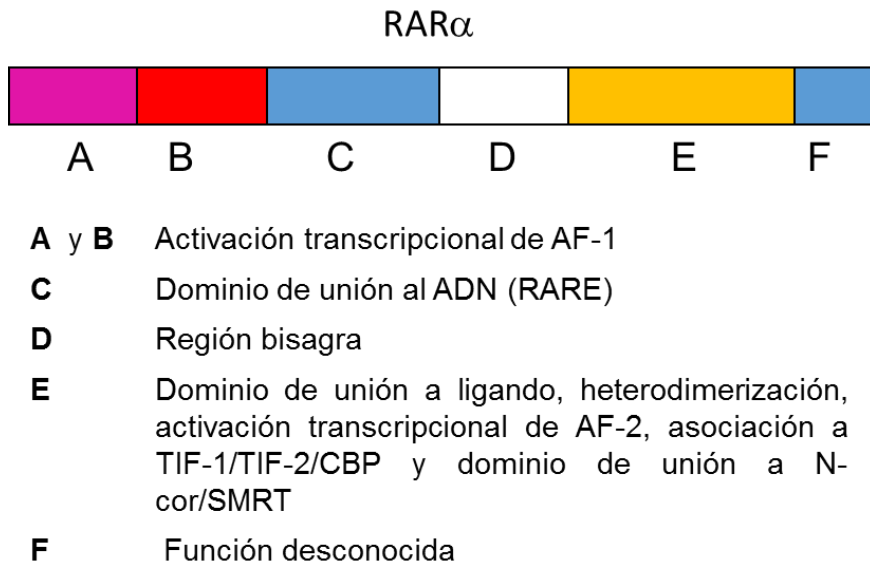 RARα
A B C D E F
A y B Activación transcripcional de AF-1
C Dominio de unión al ADN (RARE)
D Región bisagra
E Dominio de unión a ligando, heterodimerización,
activación transcripcional de AF-2, asociación a
TIF-1/TIF-2/CBP y dominio de unión a N-
cor/SMRT
F Función desconocida